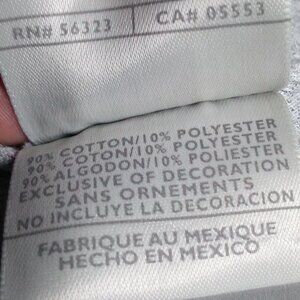 RN# 56323 CA# 05553
90% COTTON/10% POLYESTER
90% COTON/10% POLYESTER
90% ALGODON/10% POLIESTER
EXCLUSIVE OF DECORATION
SANS ORNEMENTS
NO INCLUYE LA DECORACION
FABRIQUE AU MEXIQUE
HECHO EN MEXICO